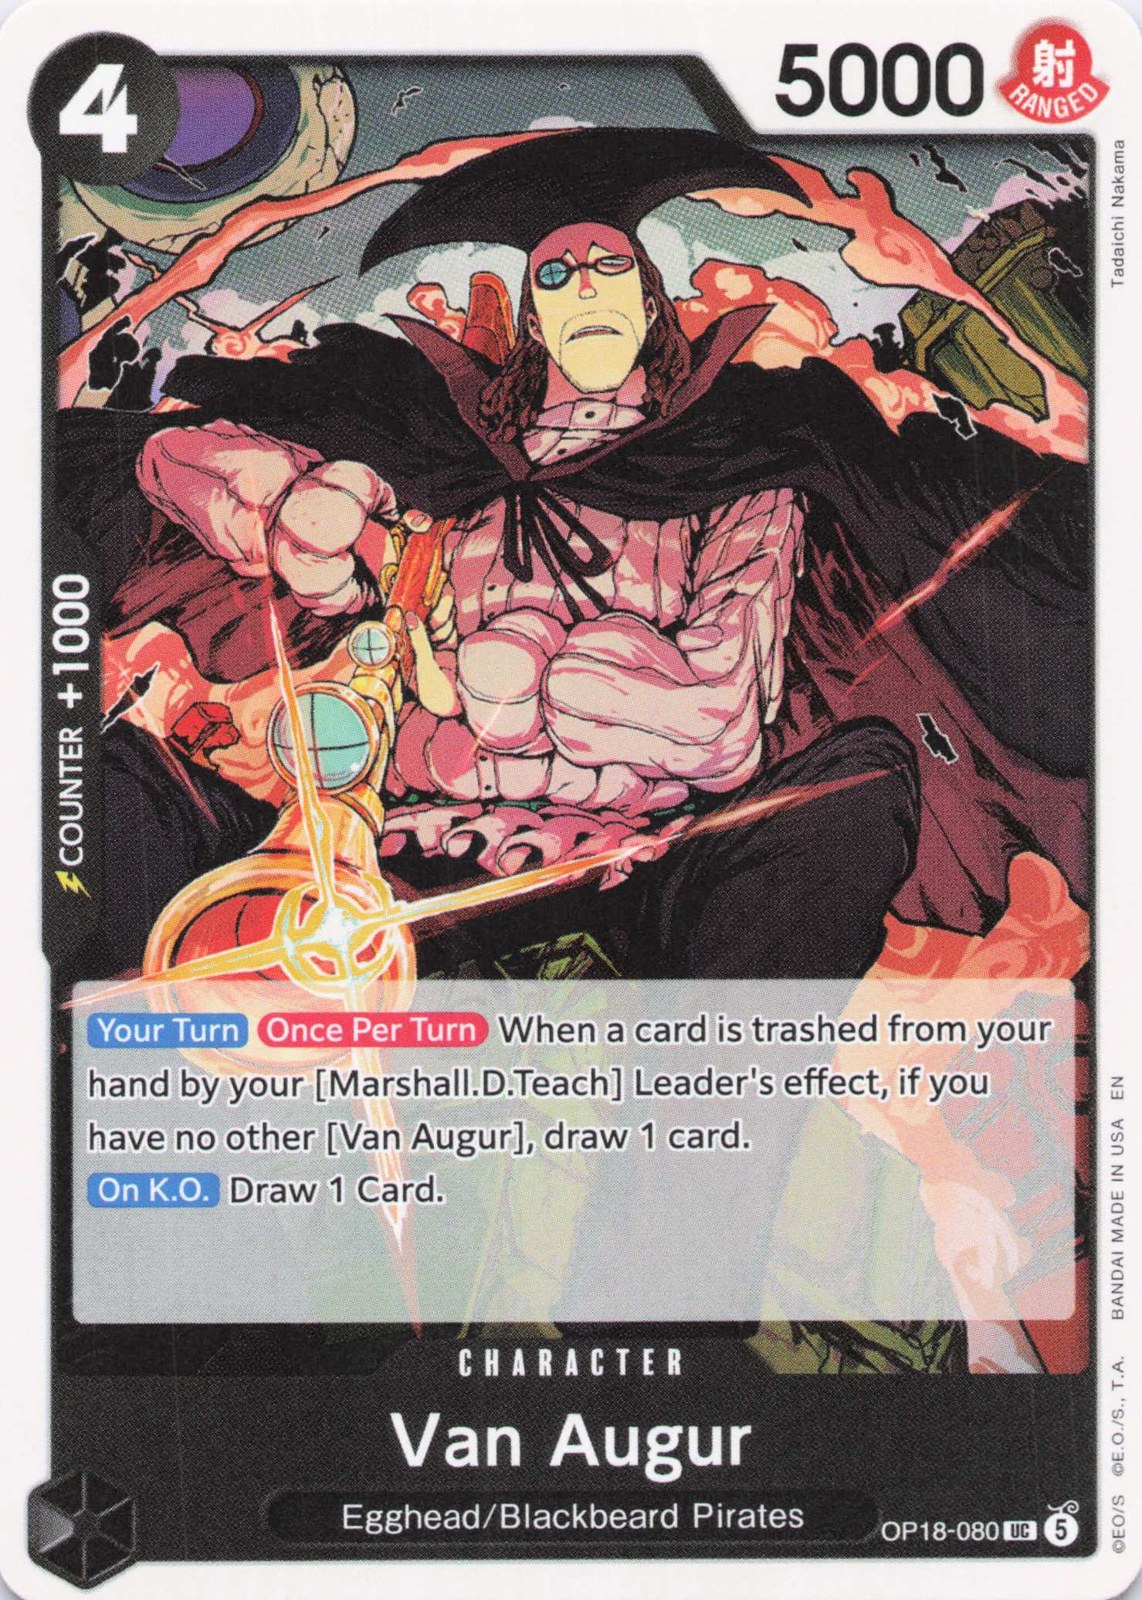 4
5000
射
RANGED
Tadaichi Nakama
COUNTER +1000
Your Turn Once Per Turn When a card is trashed from your
hand by your [Marshall.D.Teach] Leader's effect, if you
have no other [Van Augur], draw 1 card.
On K.O. Draw 1 Card.
CHARACTER
Van Augur
Egghead/Blackbeard Pirates
OP18-080 UC 5
©EO/S ©E.O./S., T.A. BANDAI MADE IN USA EN